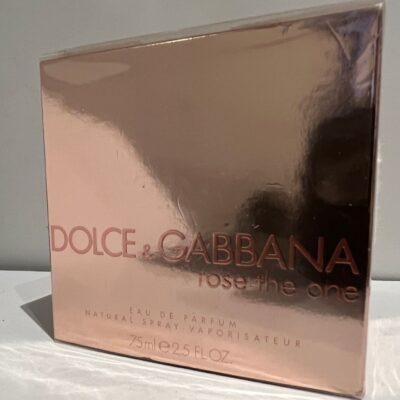 DOLCE & GABBANA
rose the one
EAU DE PARFUM
NATURAL SPRAY VAPORISATEUR
75ml e 2.5 FL.OZ.